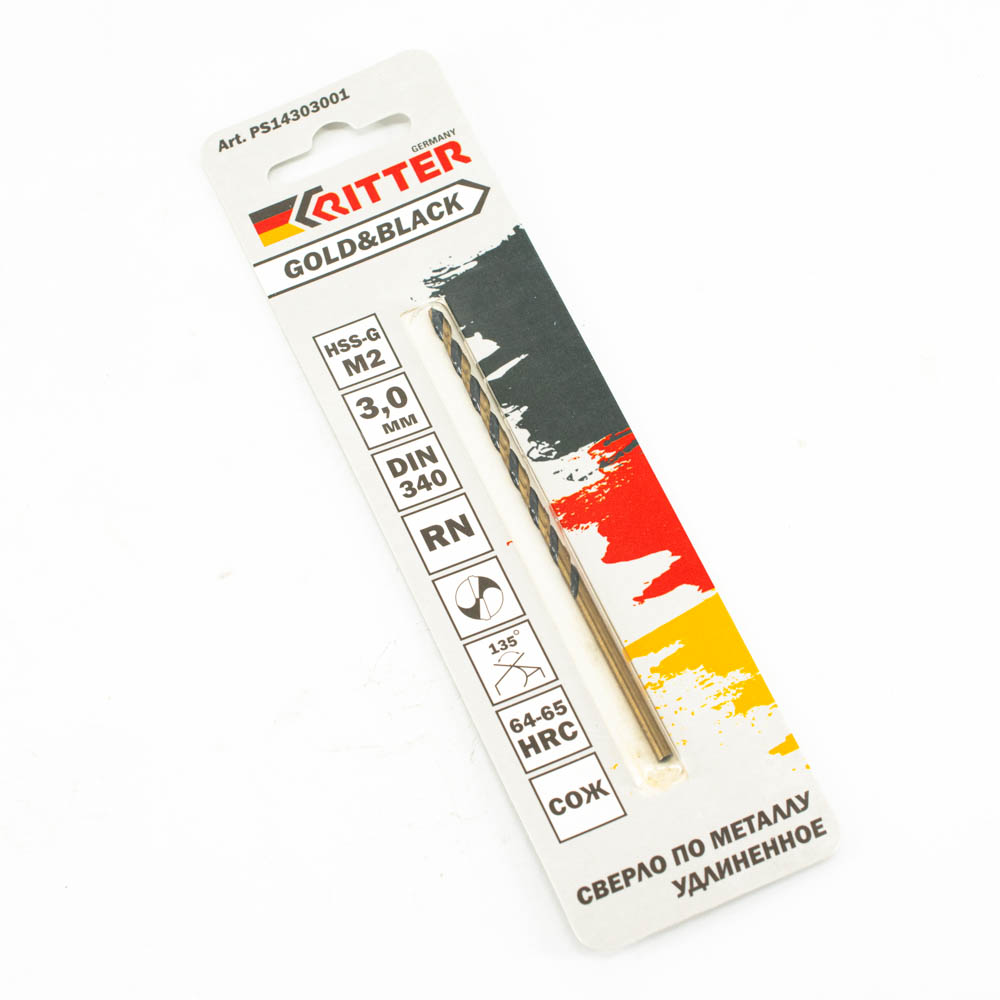 Art. PS14303001
GERMANY
RITTER
GOLD&BLACK
HSS-G
M2
3,0
мм
DIN
340
RN
135°
64-65
HRC
СОЖ
СВЕРЛО ПО МЕТАЛЛУ
УДЛИНЕННОЕ